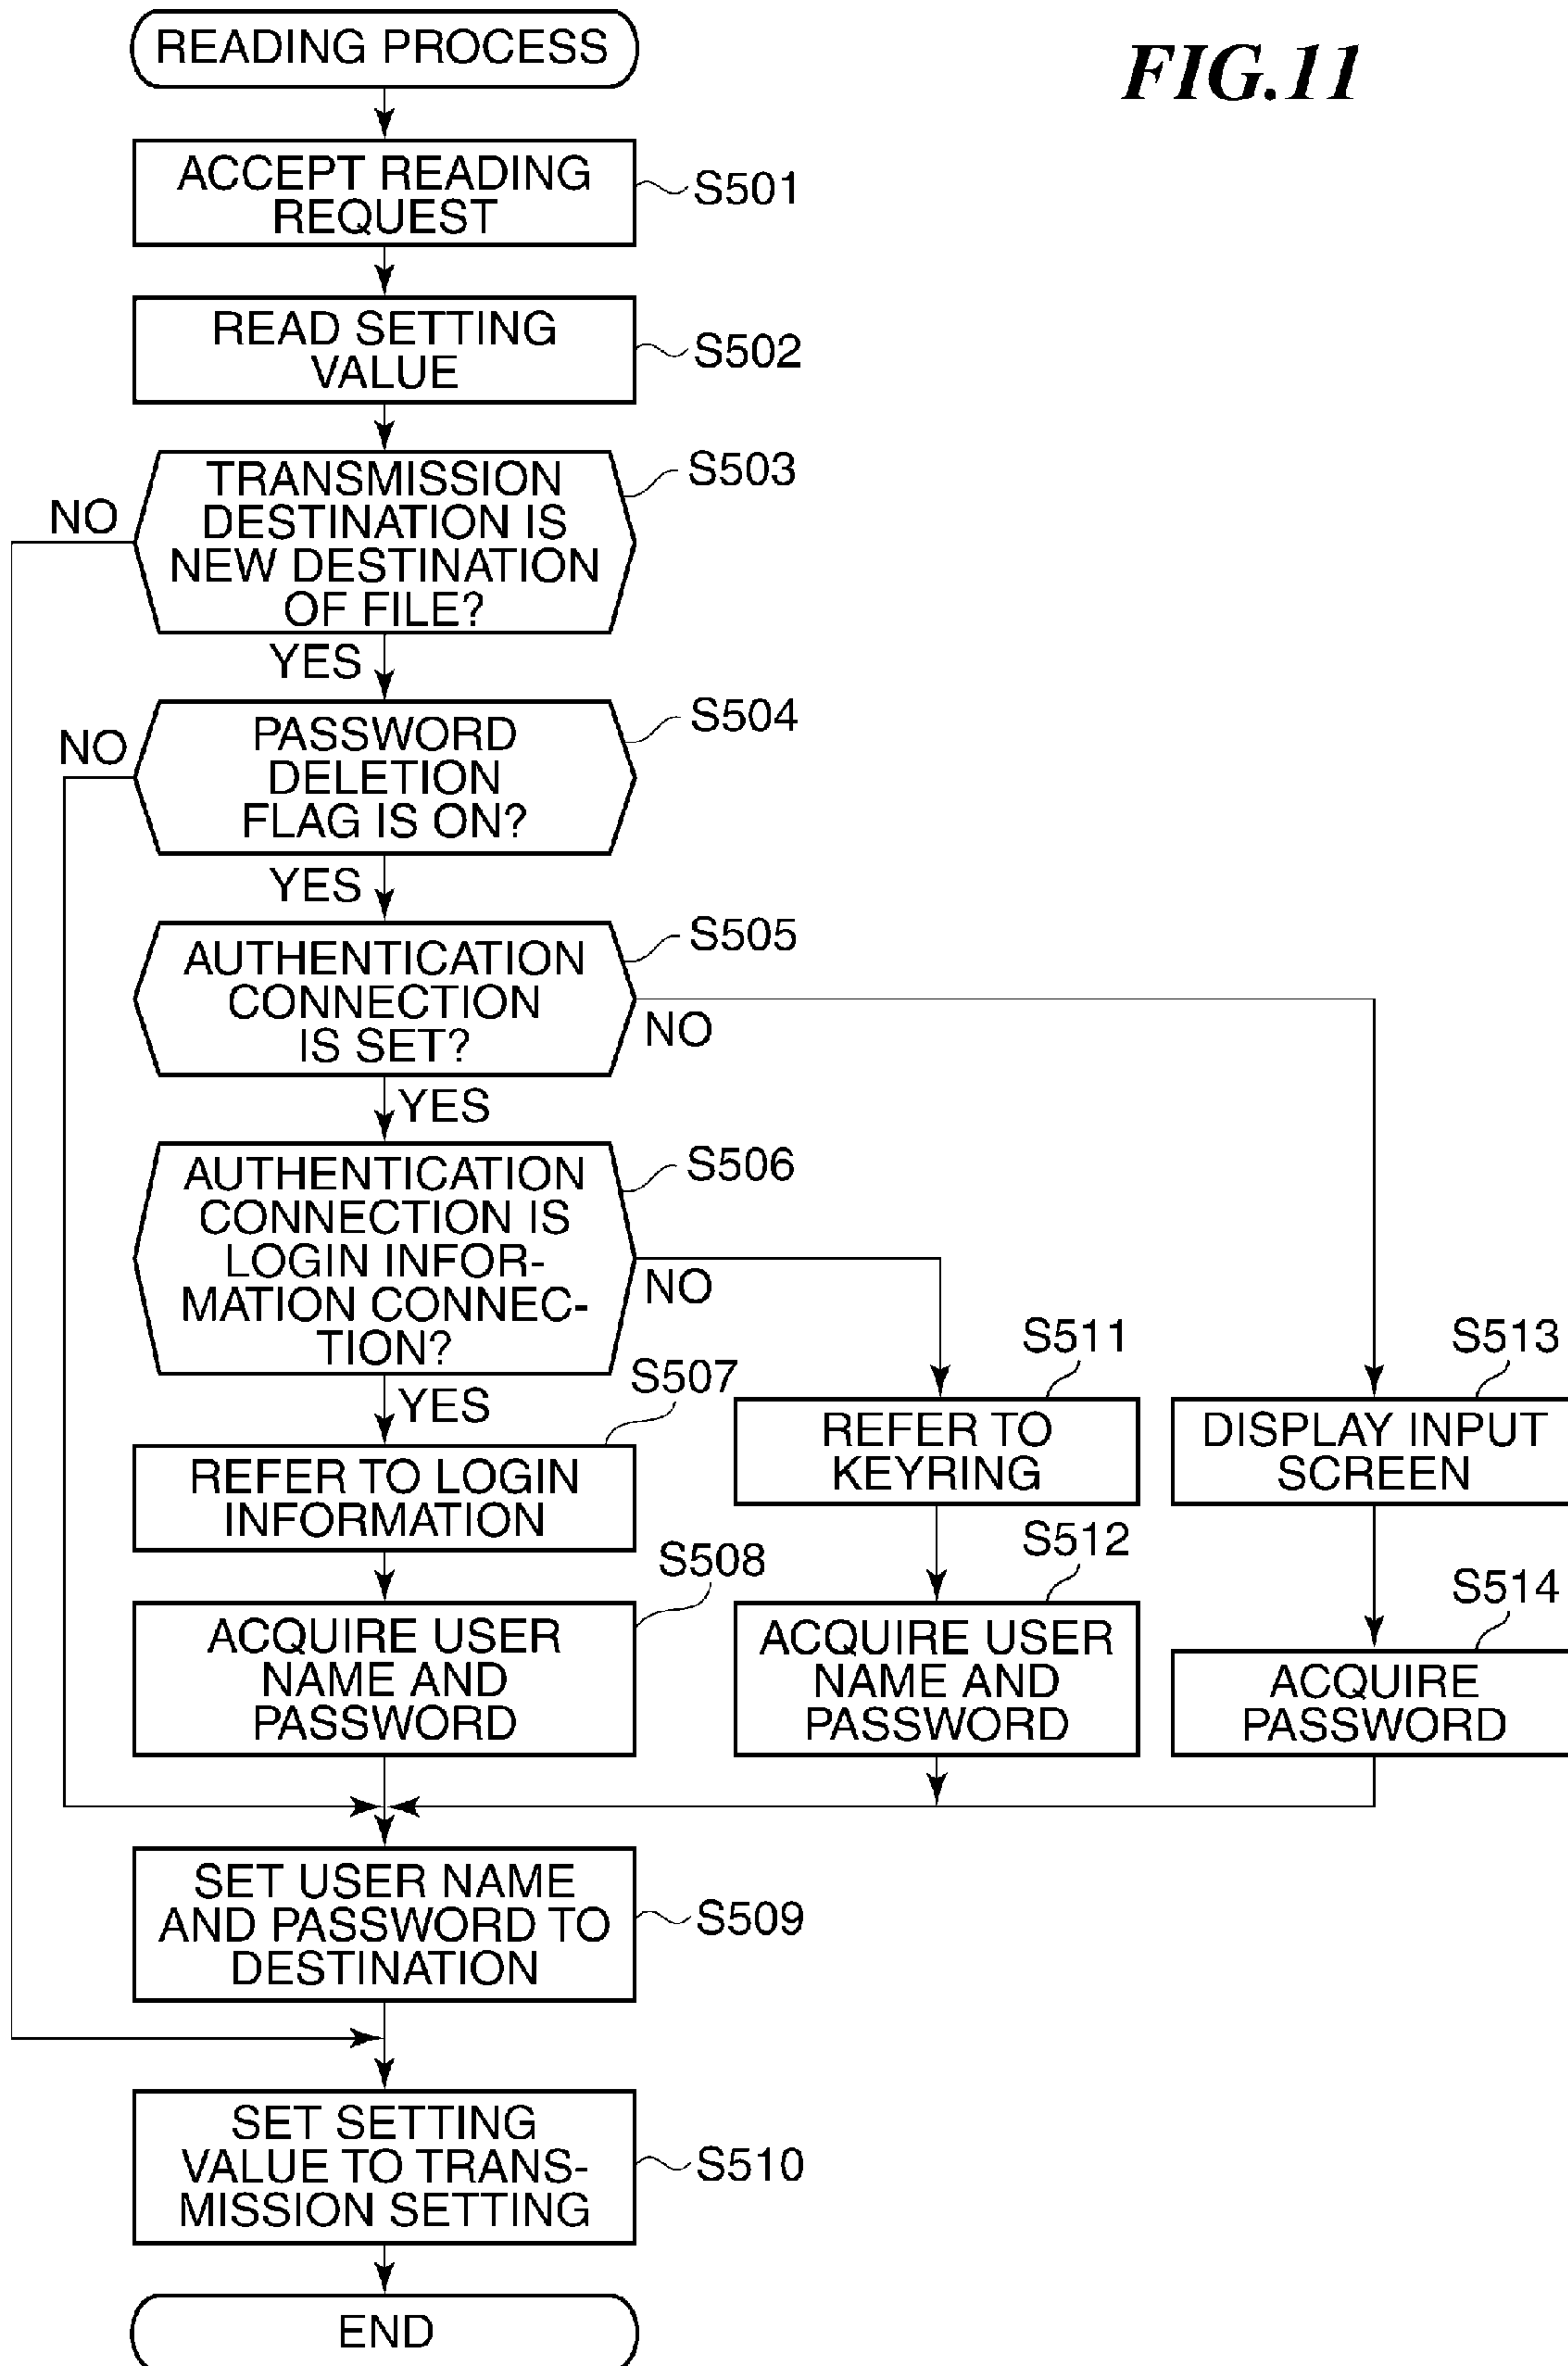 READING PROCESS
FIG.11
ACCEPT READING
REQUEST
S501
READ SETTING
VALUE
S502
TRANSMISSION
DESTINATION IS
NEW DESTINATION
OF FILE?
S503
NO
YES
PASSWORD
DELETION
FLAG IS ON?
S504
NO
YES
AUTHENTICATION
CONNECTION
IS SET?
S505
NO
YES
AUTHENTICATION
CONNECTION IS
LOGIN INFOR-
MATION CONNEC-
TION?
S506
NO
YES
S507
REFER TO LOGIN
INFORMATION
S511
REFER TO
KEYRING
S513
DISPLAY INPUT
SCREEN
S508
ACQUIRE USER
NAME AND
PASSWORD
S512
ACQUIRE USER
NAME AND
PASSWORD
S514
ACQUIRE
PASSWORD
SET USER NAME
AND PASSWORD TO
DESTINATION
S509
SET SETTING
VALUE TO TRANS-
MISSION SETTING
S510
END